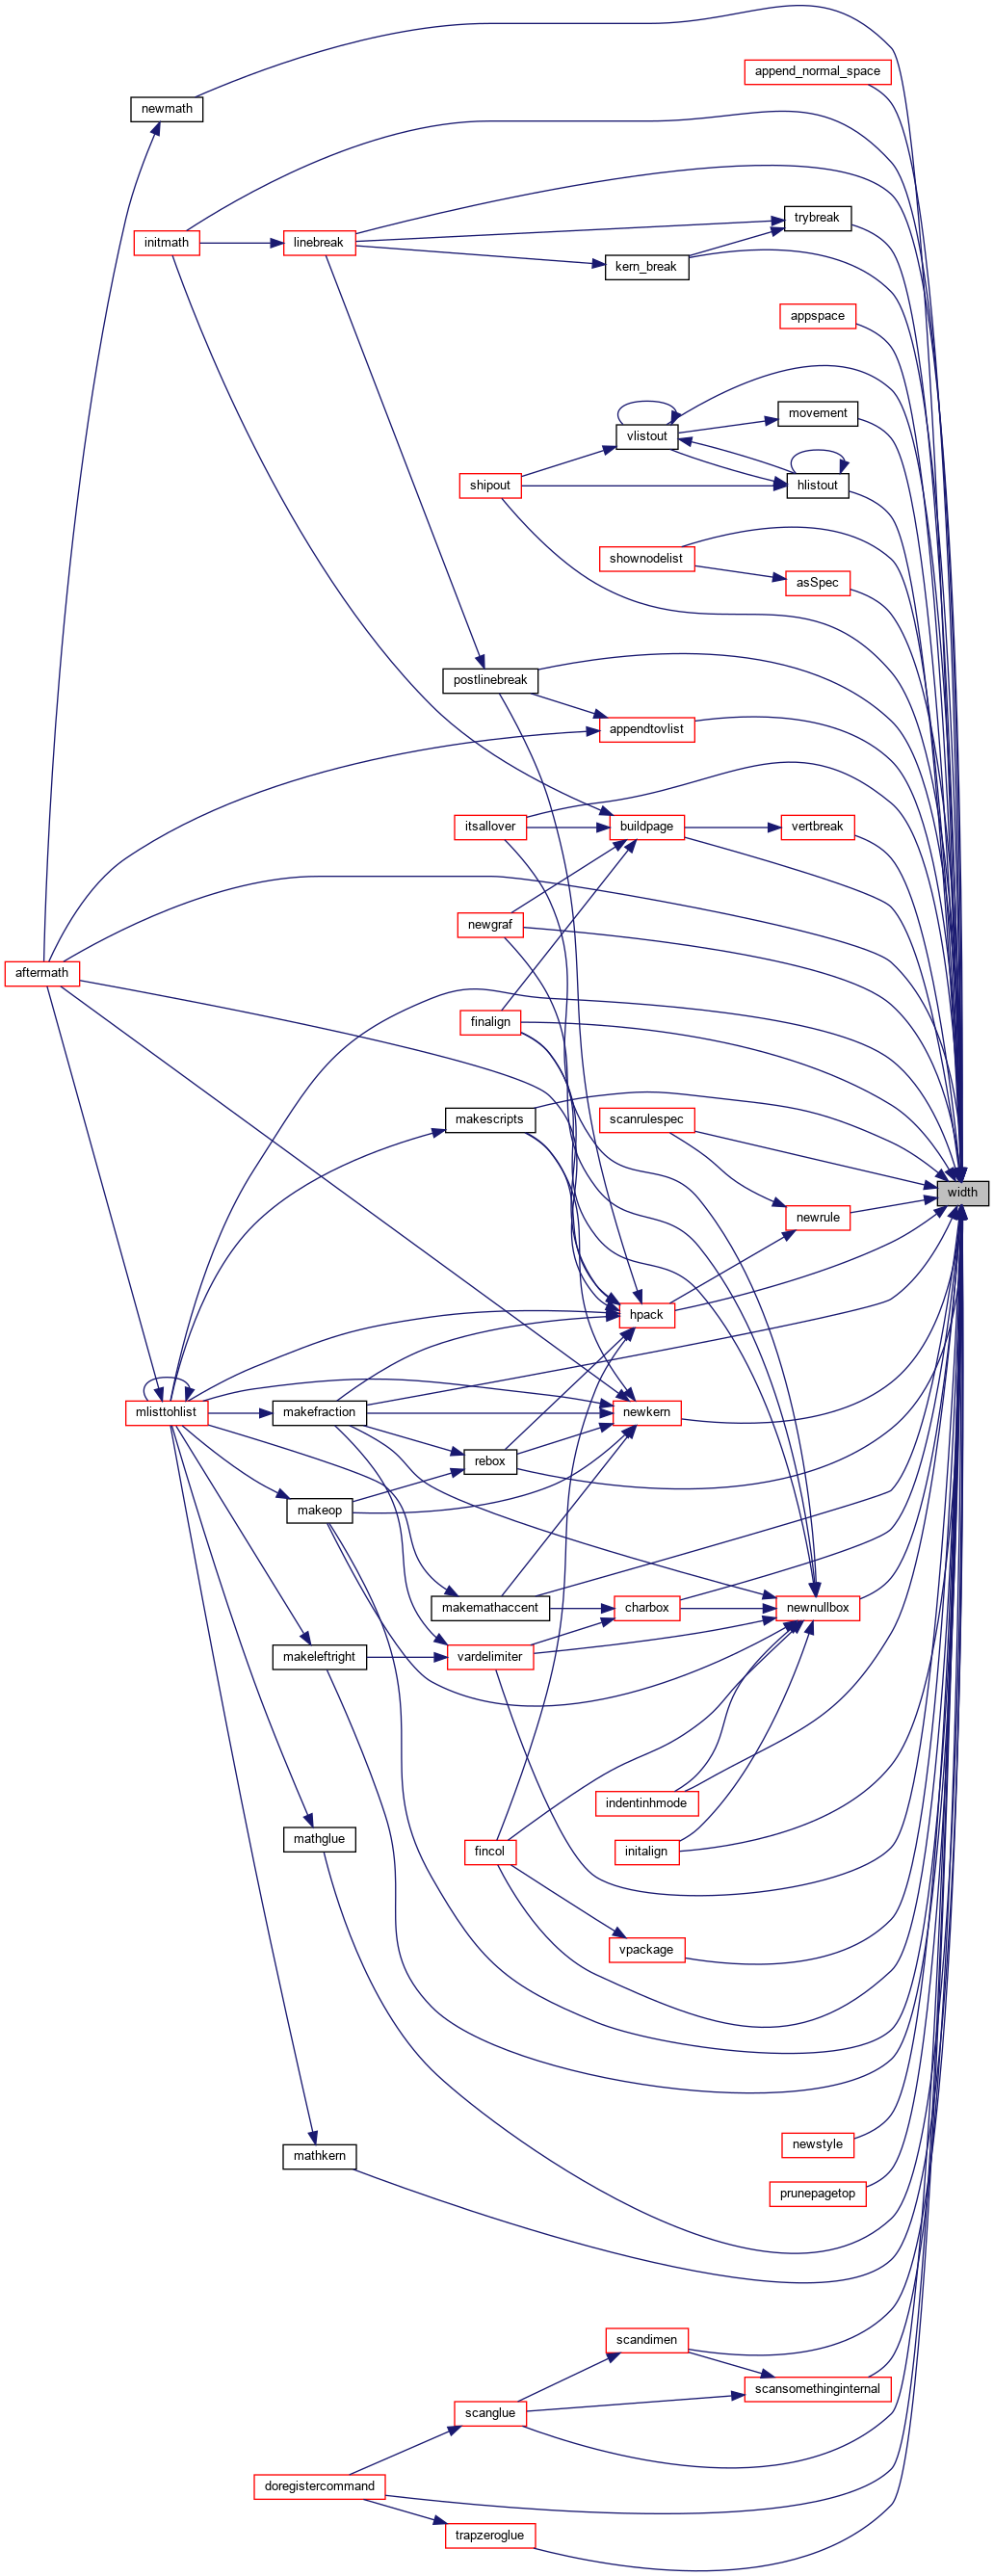 append_normal_space
newmath
trybreak
initmath
linebreak
kern_break
appspace
movement
vlistout
shipout
hlistout
shownodelist
asSpec
postlinebreak
appendtovlist
itsallover
buildpage
vertbreak
newgraf
aftermath
finalign
makescripts
scanrulespec
width
newrule
hpack
mlisttohlist
makefraction
newkern
rebox
makeop
makemathaccent
charbox
newnullbox
makeleftright
vardelimiter
indentinhmode
mathglue
fincol
initalign
vpackage
newstyle
mathkern
prunepagetop
scandimen
scansomethinginternal
scanglue
doregistercommand
trapzeroglue